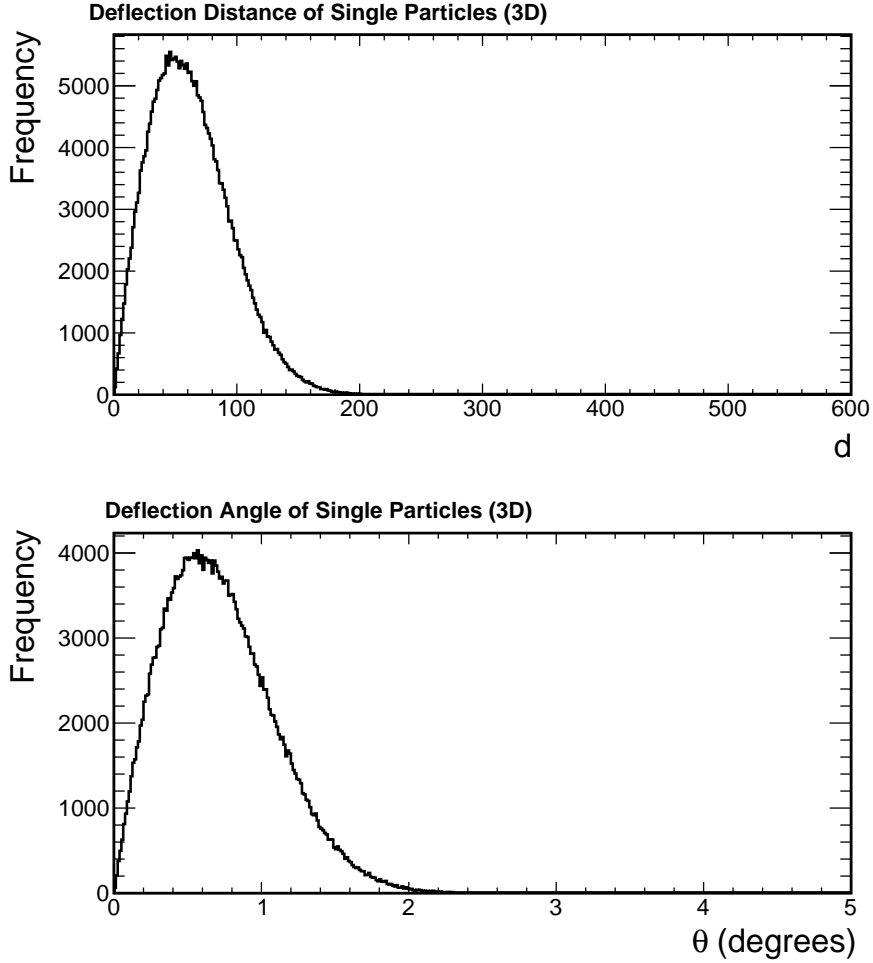 Deflection Distance of Single Particles (3D)
Frequency
5000
4000
3000
2000
1000
0
0 100 200 300 400 500 600
d
Deflection Angle of Single Particles (3D)
Frequency
4000
3000
2000
1000
0
0 1 2 3 4 5
θ (degrees)